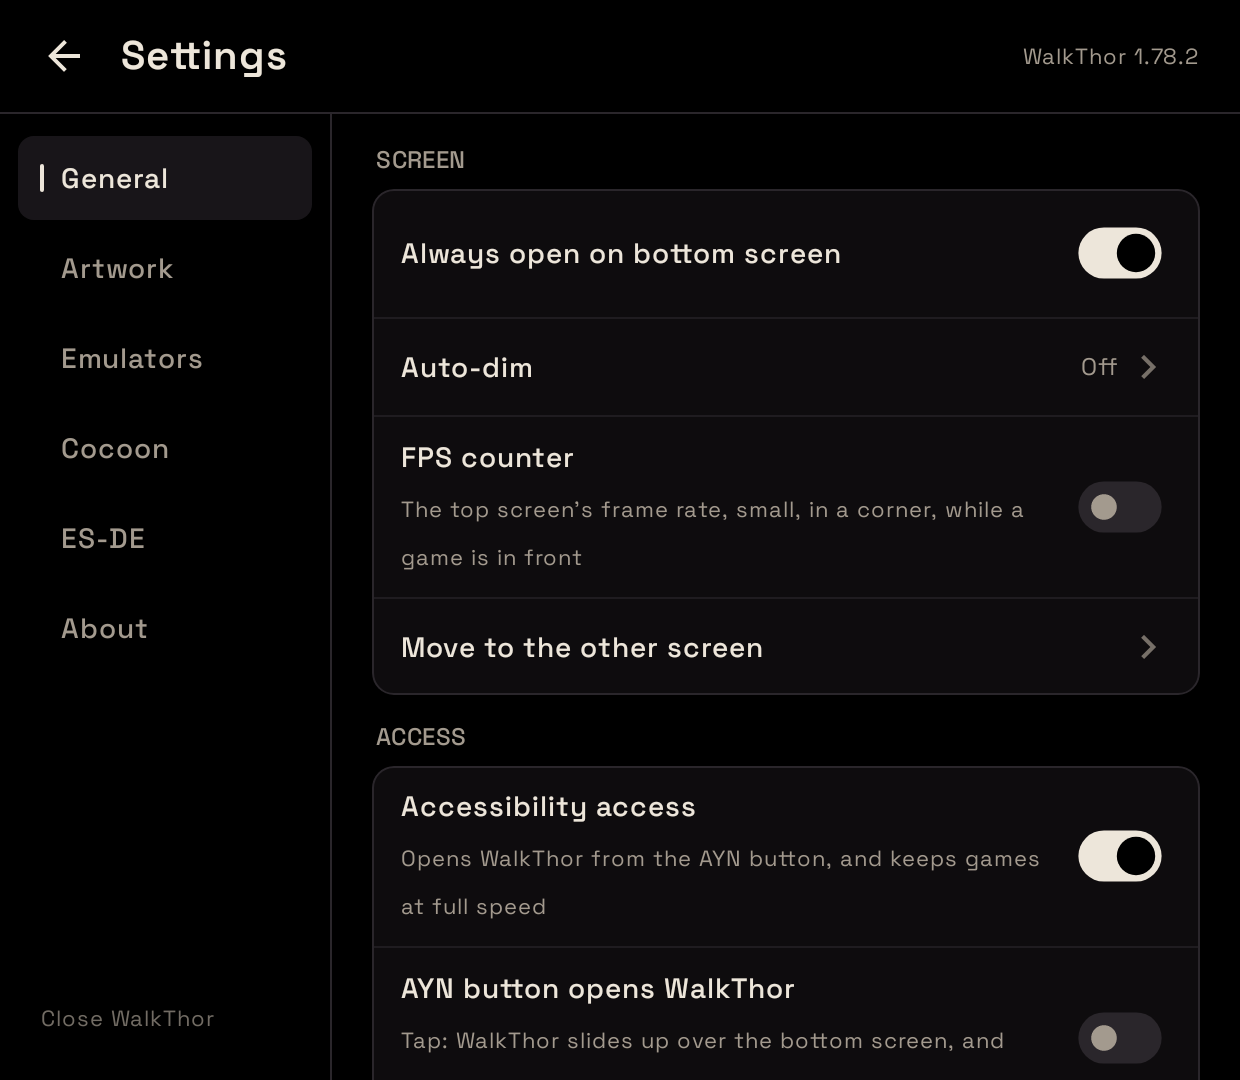 Settings
WalkThor 1.78.2
General
Artwork
Emulators
Cocoon
ES-DE
About
Close WalkThor
SCREEN
Always open on bottom screen
Auto-dim
Off
FPS counter
The top screen’s frame rate, small, in a corner, while a
game is in front
Move to the other screen
ACCESS
Accessibility access
Opens WalkThor from the AYN button, and keeps games
at full speed
AYN button opens WalkThor
Tap: WalkThor slides up over the bottom screen, and